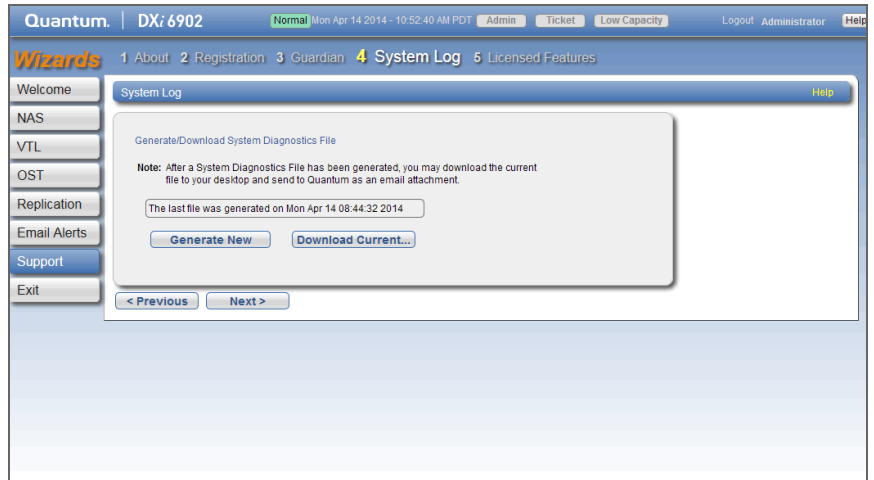 Quantum. | DXi 6902 Normal Mon Apr 14 2014 - 10:52:40 AM PDT Admin Ticket Low Capacity Logout Administrator Help
Wizards 1 About 2 Registration 3 Guardian 4 System Log 5 Licensed Features
Welcome
NAS
VTL
OST
Replication
Email Alerts
Support
Exit
System Log Help
Generate/Download System Diagnostics File
Note: After a System Diagnostics File has been generated, you may download the current
file to your desktop and send to Quantum as an email attachment.
The last file was generated on Mon Apr 14 08:44:32 2014
Generate New Download Current...
< Previous Next >